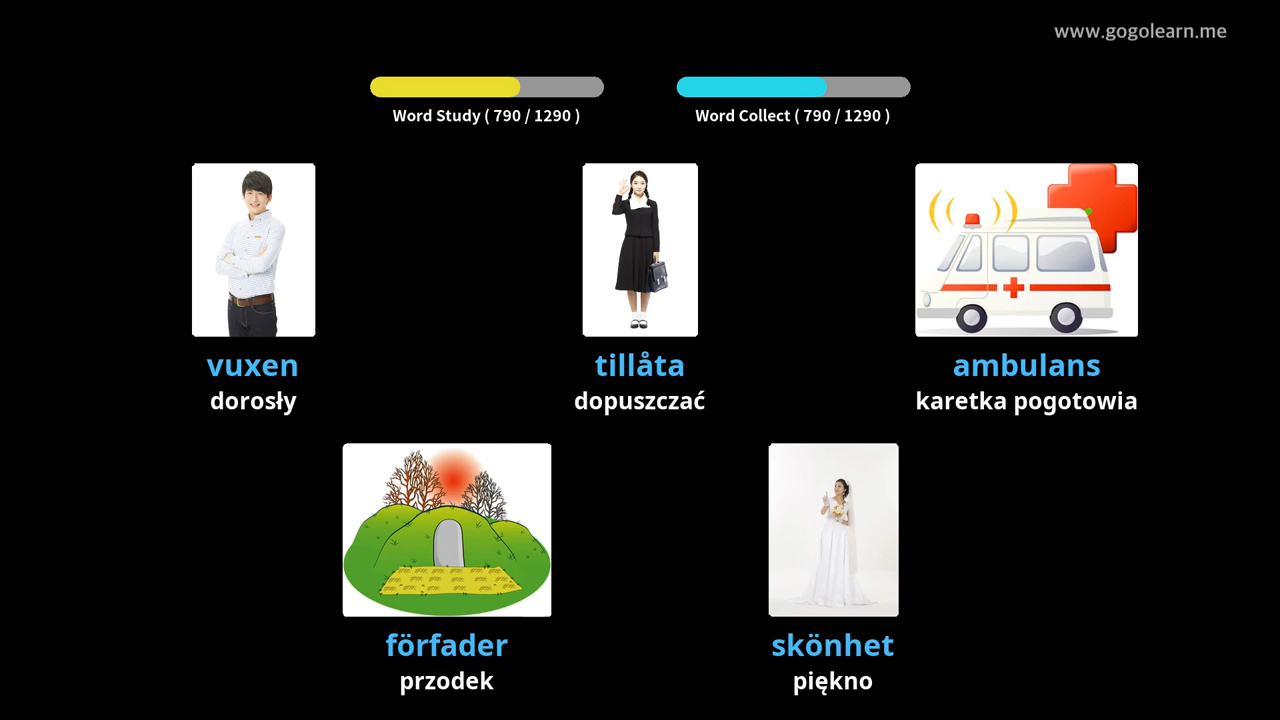 www.gogolearn.me
Word Study ( 790 / 1290 )
Word Collect ( 790 / 1290 )
vuxen
dorosły
tillåta
dopuszczać
ambulans
karetka pogotowia
förfader
przodek
skönhet
piękno